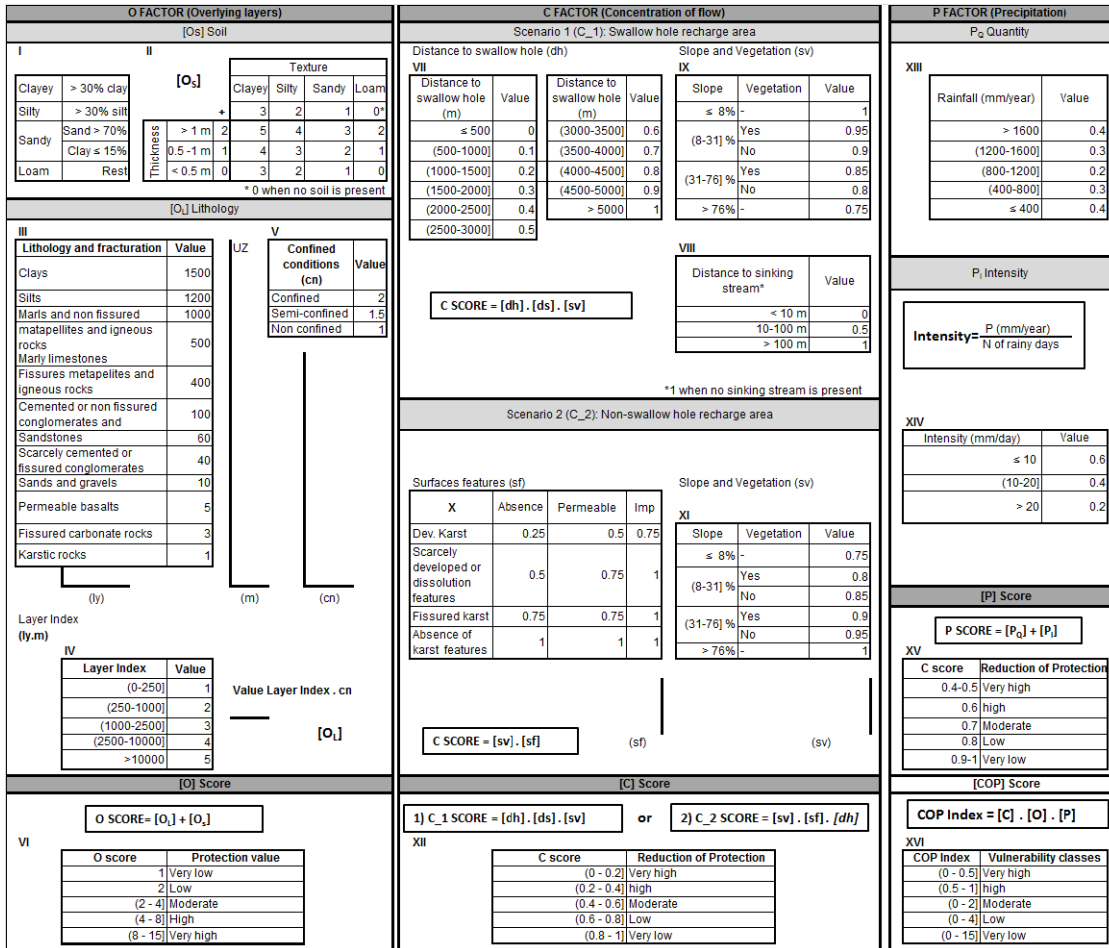 O FACTOR (Overlying layers)
[Os] Soil
I
Clayey > 30% clay
Silty > 30% silt
Sandy Sand > 70%
Clay ≤ 15%
Loam Rest
II
[Os]
Texture
Clayey Silty Sandy Loam
+ 3 2 1 0*
Thickness
> 1 m 2 5 4 3 2
0.5 -1 m 1 4 3 2 1
< 0.5 m 0 3 2 1 0
* 0 when no soil is present
[OL] Lithology
III
Lithology and fracturation Value
Clays 1500
Silts 1200
Marls and non fissured 1000
matapellites and igneous
rocks
Marly limestones
500
Fissures metapelites and
igneous rocks
400
Cemented or non fissured
conglomerates and
100
Sandstones 60
Scarcely cemented or
fissured conglomerates
40
Sands and gravels 10
Permeable basalts 5
Fissured carbonate rocks 3
Karstic rocks 1
UZ
V
Confined
conditions
(cn)
Value
Confined 2
Semi-confined 1.5
Non confined 1
(ly) (m) (cn)
Layer Index
(ly.m)
IV
Layer Index Value
(0-250] 1
(250-1000] 2
(1000-2500] 3
(2500-10000] 4
>10000 5
Value Layer Index . cn
[OL]
[O] Score
O SCORE= [OL] + [Os]
VI
O score Protection value
1 Very low
2 Low
(2 - 4] Moderate
(4 - 8] High
(8 - 15] Very high
C FACTOR (Concentration of flow)
Scenario 1 (C_1): Swallow hole recharge area
Distance to swallow hole (dh)
VII
Distance to
swallow hole
(m)
Value
≤ 500 0
(500-1000] 0.1
(1000-1500] 0.2
(1500-2000] 0.3
(2000-2500] 0.4
(2500-3000] 0.5
Distance to
swallow hole
(m)
Value
(3000-3500] 0.6
(3500-4000] 0.7
(4000-4500] 0.8
(4500-5000] 0.9
> 5000 1
Slope and Vegetation (sv)
IX
Slope Vegetation Value
≤ 8% - 1
(8-31] % Yes 0.95
No 0.9
(31-76] % Yes 0.85
No 0.8
> 76% - 0.75
C SCORE = [dh] . [ds] . [sv]
VIII
Distance to sinking
stream*
Value
< 10 m 0
10-100 m 0.5
> 100 m 1
*1 when no sinking stream is present
Scenario 2 (C_2): Non-swallow hole recharge area
Surfaces features (sf)
X Absence Permeable Imp
Dev. Karst 0.25 0.5 0.75
Scarcely
developed or
dissolution
features
0.5 0.75 1
Fissured karst 0.75 0.75 1
Absence of
karst features
1 1 1
Slope and Vegetation (sv)
XI
Slope Vegetation Value
≤ 8% - 0.75
(8-31] % Yes 0.8
No 0.85
(31-76] % Yes 0.9
No 0.95
> 76% - 1
C SCORE = [sv] . [sf]
(sf) (sv)
[C] Score
1) C_1 SCORE = [dh] . [ds] . [sv] or 2) C_2 SCORE = [sv] . [sf] . [dh]
XII
C score Reduction of Protection
(0 - 0.2] Very high
(0.2 - 0.4] high
(0.4 - 0.6] Moderate
(0.6 - 0.8] Low
(0.8 - 1] Very low
P FACTOR (Precipitation)
PQ Quantity
XIII
Rainfall (mm/year) Value
> 1600 0.4
(1200-1600] 0.3
(800-1200] 0.2
(400-800] 0.3
≤ 400 0.4
PI Intensity
Intensity= P (mm/year)
N of rainy days
XIV
Intensity (mm/day) Value
≤ 10 0.6
(10-20] 0.4
> 20 0.2
[P] Score
P SCORE = [PQ] + [PI]
XV
C score Reduction of Protection
0.4-0.5 Very high
0.6 high
0.7 Moderate
0.8 Low
0.9-1 Very low
[COP] Score
COP Index = [C] . [O] . [P]
XVI
COP Index Vulnerability classes
(0 - 0.5] Very high
(0.5 - 1] high
(0 - 2] Moderate
(0 - 4] Low
(0 - 15] Very low